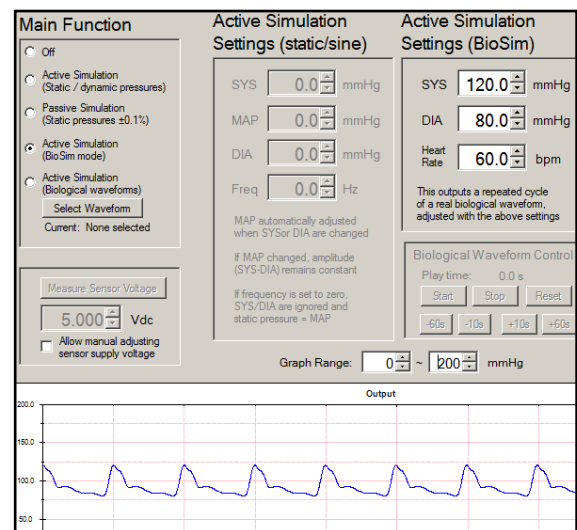 Main Function
Off
Active Simulation
(Static / dynamic pressures)
Passive Simulation
(Static pressures ±0.1%)
Active Simulation
(BioSim mode)
Active Simulation
(Biological waveforms)
Select Waveform
Current: None selected
Measure Sensor Voltage
5.000 Vdc
Allow manual adjusting
sensor supply voltage
Active Simulation
Settings (static/sine)
SYS 0.0 mmHg
MAP 0.0 mmHg
DIA 0.0 mmHg
Freq 0.0 Hz
MAP automatically adjusted
when SYSor DIA are changed
If MAP changed, amplitude
(SYS-DIA) remains constant
If frequency is set to zero,
SYS/DIA are ignored and
static pressure = MAP
Active Simulation
Settings (BioSim)
SYS 120.0 mmHg
DIA 80.0 mmHg
Heart
Rate 60.0 bpm
This outputs a repeated cycle
of a real biological waveform,
adjusted with the above settings
Biological Waveform Control
Play time: 0.0 s
Start Stop Reset
-60s -10s +10s +60s
Graph Range: 0 ~ 200 mmHg
Output
200.0
150.0
100.0
50.0